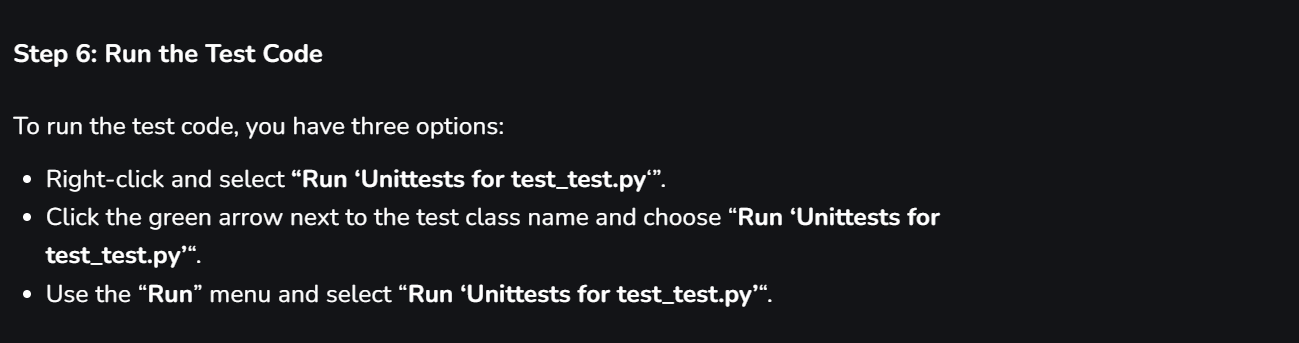 Step 6: Run the Test Code
To run the test code, you have three options:
• Right-click and select “Run ‘Unittests for test_test.py‘”.
• Click the green arrow next to the test class name and choose “Run ‘Unittests for
test_test.py’“.
• Use the “Run” menu and select “Run ‘Unittests for test_test.py’“.